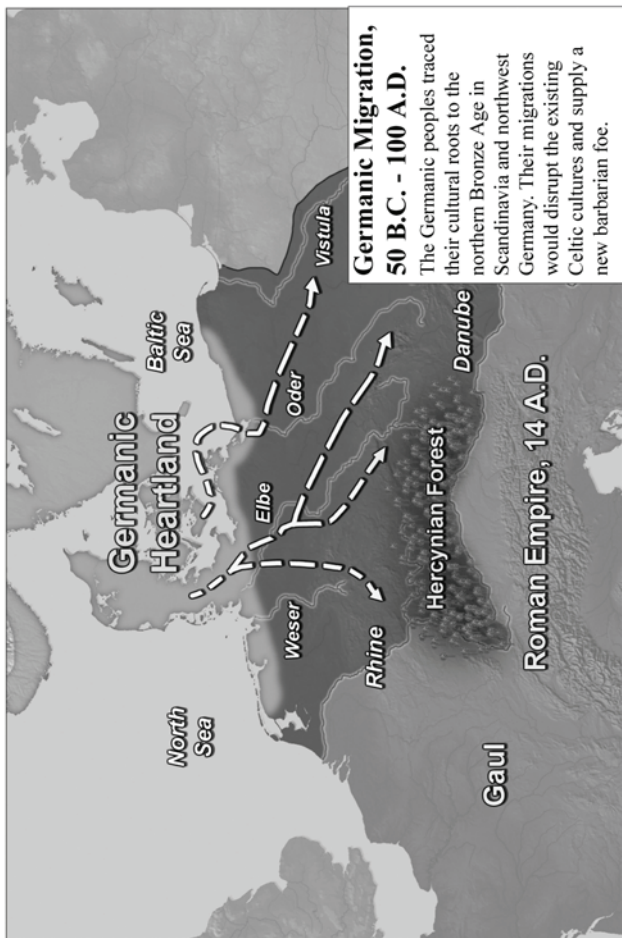 Germanic Migration,
50 B.C. - 100 A.D.
The Germanic peoples traced
their cultural roots to the
northern Bronze Age in
Scandinavia and northwest
Germany. Their migrations
would disrupt the existing
Celtic cultures and supply a
new barbarian foe.
North
Sea
Germanic
Heartland
Baltic
Sea
Weser
Elbe
Oder
Vistula
Rhine
Hercynian Forest
Danube
Gaul
Roman Empire, 14 A.D.